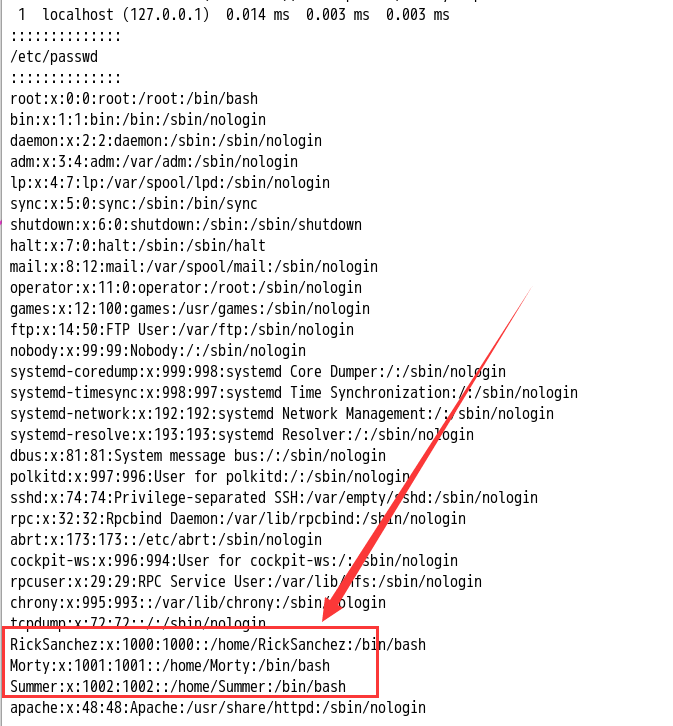 1  localhost (127.0.0.1)  0.014 ms  0.003 ms  0.003 ms
::::::::::::::
/etc/passwd
::::::::::::::
root:x:0:0:root:/root:/bin/bash
bin:x:1:1:bin:/bin:/sbin/nologin
daemon:x:2:2:daemon:/sbin:/sbin/nologin
adm:x:3:4:adm:/var/adm:/sbin/nologin
lp:x:4:7:lp:/var/spool/lpd:/sbin/nologin
sync:x:5:0:sync:/sbin:/bin/sync
shutdown:x:6:0:shutdown:/sbin:/sbin/shutdown
halt:x:7:0:halt:/sbin:/sbin/halt
mail:x:8:12:mail:/var/spool/mail:/sbin/nologin
operator:x:11:0:operator:/root:/sbin/nologin
games:x:12:100:games:/usr/games:/sbin/nologin
ftp:x:14:50:FTP User:/var/ftp:/sbin/nologin
nobody:x:99:99:Nobody:/:/sbin/nologin
systemd-coredump:x:999:998:systemd Core Dumper:/:/sbin/nologin
systemd-timesync:x:998:997:systemd Time Synchronization:/:/sbin/nologin
systemd-network:x:192:192:systemd Network Management:/:/sbin/nologin
systemd-resolve:x:193:193:systemd Resolver:/:/sbin/nologin
dbus:x:81:81:System message bus:/:/sbin/nologin
polkitd:x:997:996:User for polkitd:/:/sbin/nologin
sshd:x:74:74:Privilege-separated SSH:/var/empty/sshd:/sbin/nologin
rpc:x:32:32:Rpcbind Daemon:/var/lib/rpcbind:/sbin/nologin
abrt:x:173:173::/etc/abrt:/sbin/nologin
cockpit-ws:x:996:994:User for cockpit-ws:/:/sbin/nologin
rpcuser:x:29:29:RPC Service User:/var/lib/nfs:/sbin/nologin
chrony:x:995:993::/var/lib/chrony:/sbin/nologin
tcpdump:x:72:72::/:/sbin/nologin
RickSanchez:x:1000:1000::/home/RickSanchez:/bin/bash
Morty:x:1001:1001::/home/Morty:/bin/bash
Summer:x:1002:1002::/home/Summer:/bin/bash
apache:x:48:48:Apache:/usr/share/httpd:/sbin/nologin